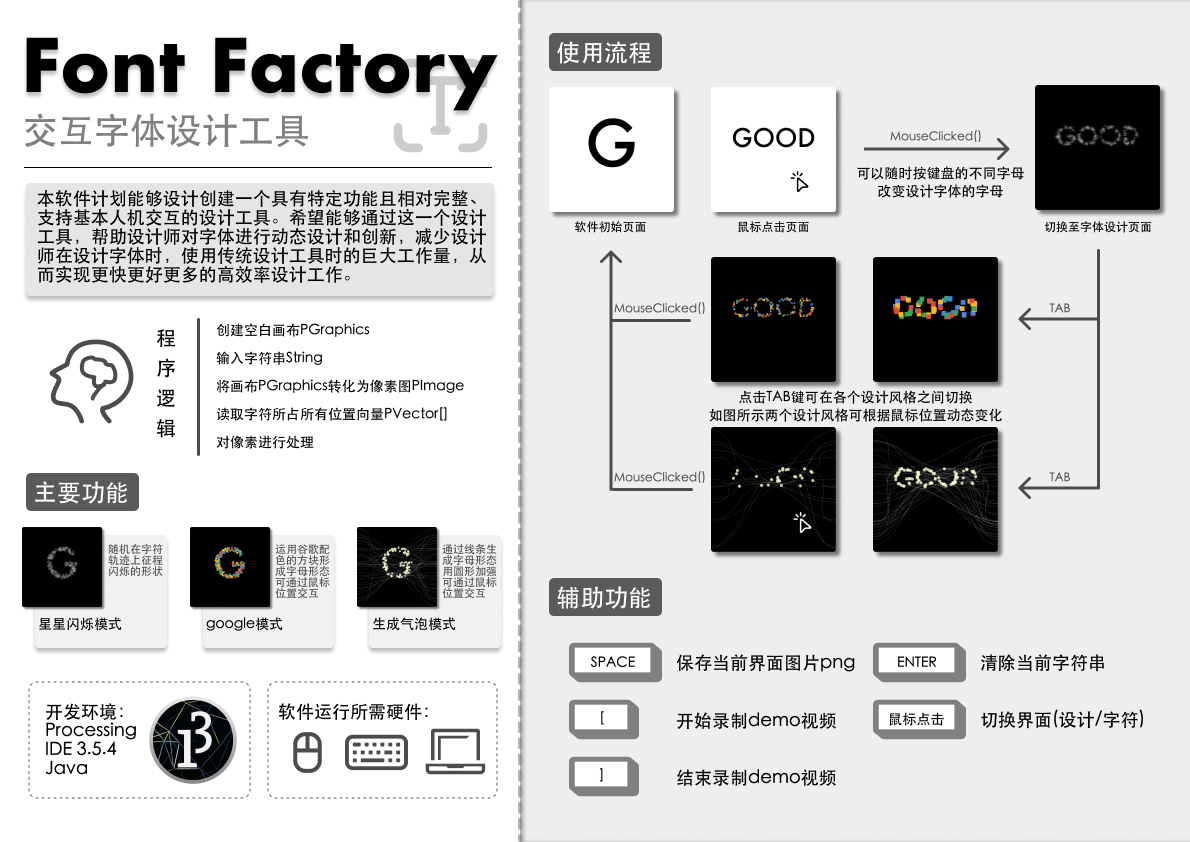 Font Factory
交互字体设计工具
本软件计划能够设计创建一个具有特定功能且相对完整、
支持基本人机交互的设计工具。希望能够通过这一个设计
工具，帮助设计师对字体进行动态设计和创新，减少设计
师在设计字体时，使用传统设计工具时的巨大工作量，从
而实现更快更好更多的高效率设计工作。
程
序
逻
辑
创建空白画布PGraphics
输入字符串String
将画布PGraphics转化为像素图PImage
读取字符所占所有位置向量PVector[]
对像素进行处理
主要功能
G
随机在字符
轨迹上征程
闪烁的形状
星星闪烁模式
G
运用谷歌配
色的方块形
成字母形态
可通过鼠标
位置交互
google模式
G
通过线条生
成字母形态
用圆形加强
可通过鼠标
位置交互
生成气泡模式
开发环境：
Processing
IDE 3.5.4
Java
3
软件运行所需硬件：
使用流程
G
软件初始页面
GOOD
鼠标点击页面
MouseClicked()
可以随时按键盘的不同字母
改变设计字体的字母
GOOD
切换至字体设计页面
MouseClicked()
GOOD
GOOD
TAB
点击TAB键可在各个设计风格之间切换
如图所示两个设计风格可根据鼠标位置动态变化
MouseClicked()
GOOD
TAB
辅助功能
SPACE
保存当前界面图片png
ENTER
清除当前字符串
[
开始录制demo视频
鼠标点击
切换界面(设计/字符)
]
结束录制demo视频